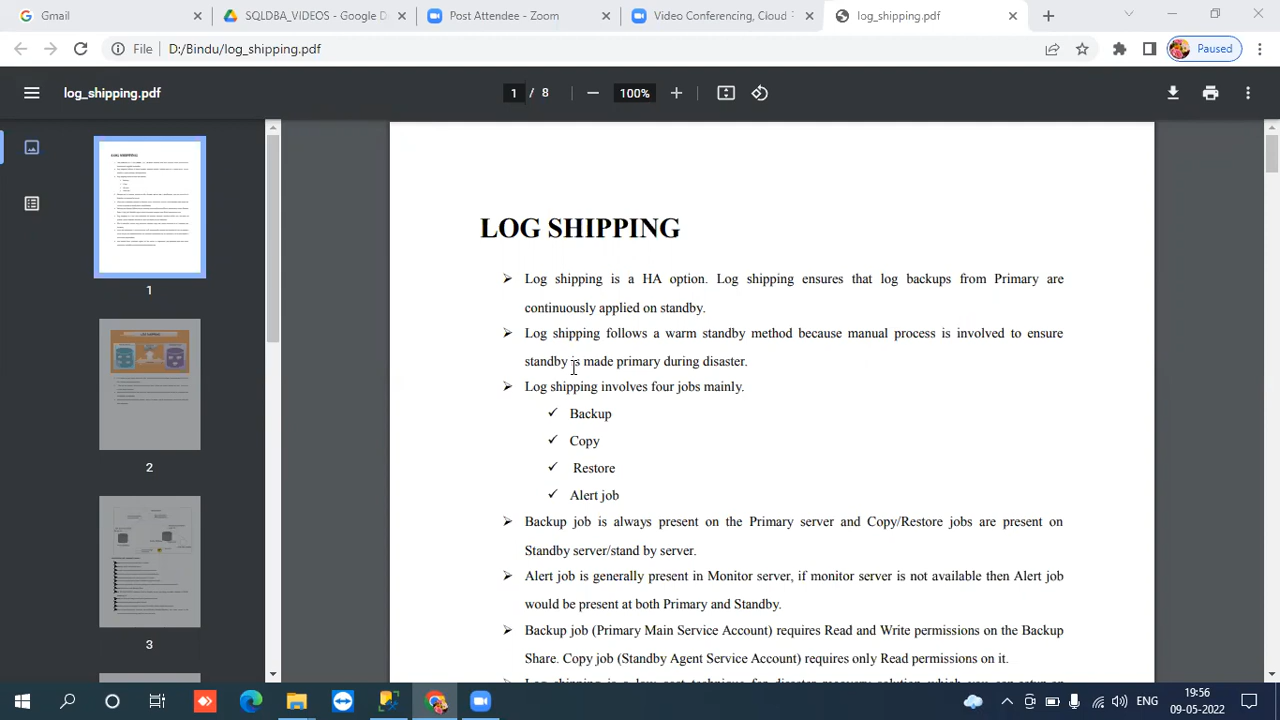 Gmail
SQLDBA_VIDEOS - Google D
Post Attendee - Zoom
Video Conferencing, Cloud
log_shipping.pdf
File
D:/Bindu/log_shipping.pdf
Paused
log_shipping.pdf
1 / 8
100%
LOG SHIPPING
➢ Log shipping is a HA option. Log shipping ensures that log backups from Primary are
continuously applied on standby.
➢ Log shipping follows a warm standby method because manual process is involved to ensure
standby is made primary during disaster.
➢ Log shipping involves four jobs mainly.
✓ Backup
✓ Copy
✓ Restore
✓ Alert job
➢ Backup job is always present on the Primary server and Copy/Restore jobs are present on
Standby server/stand by server.
➢ Alert job is generally present in Monitor server, if monitor server is not available then Alert job
would be present at both Primary and Standby.
➢ Backup job (Primary Main Service Account) requires Read and Write permissions on the Backup
Share. Copy job (Standby Agent Service Account) requires only Read permissions on it.
1
2
3
ENG
19:56
09-05-2022